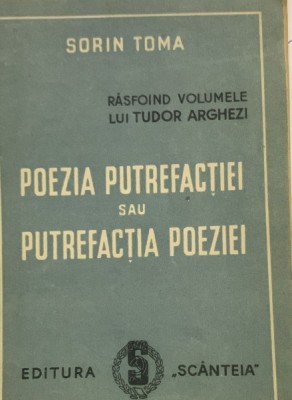 SORIN TOMA
RĂSFOIND VOLUMELE
LUI TUDOR ARGHEZI
POEZIA PUTREFACȚIEI
SAU
PUTREFACȚIA POEZIEI
EDITURA S „SCÂNTEIA"